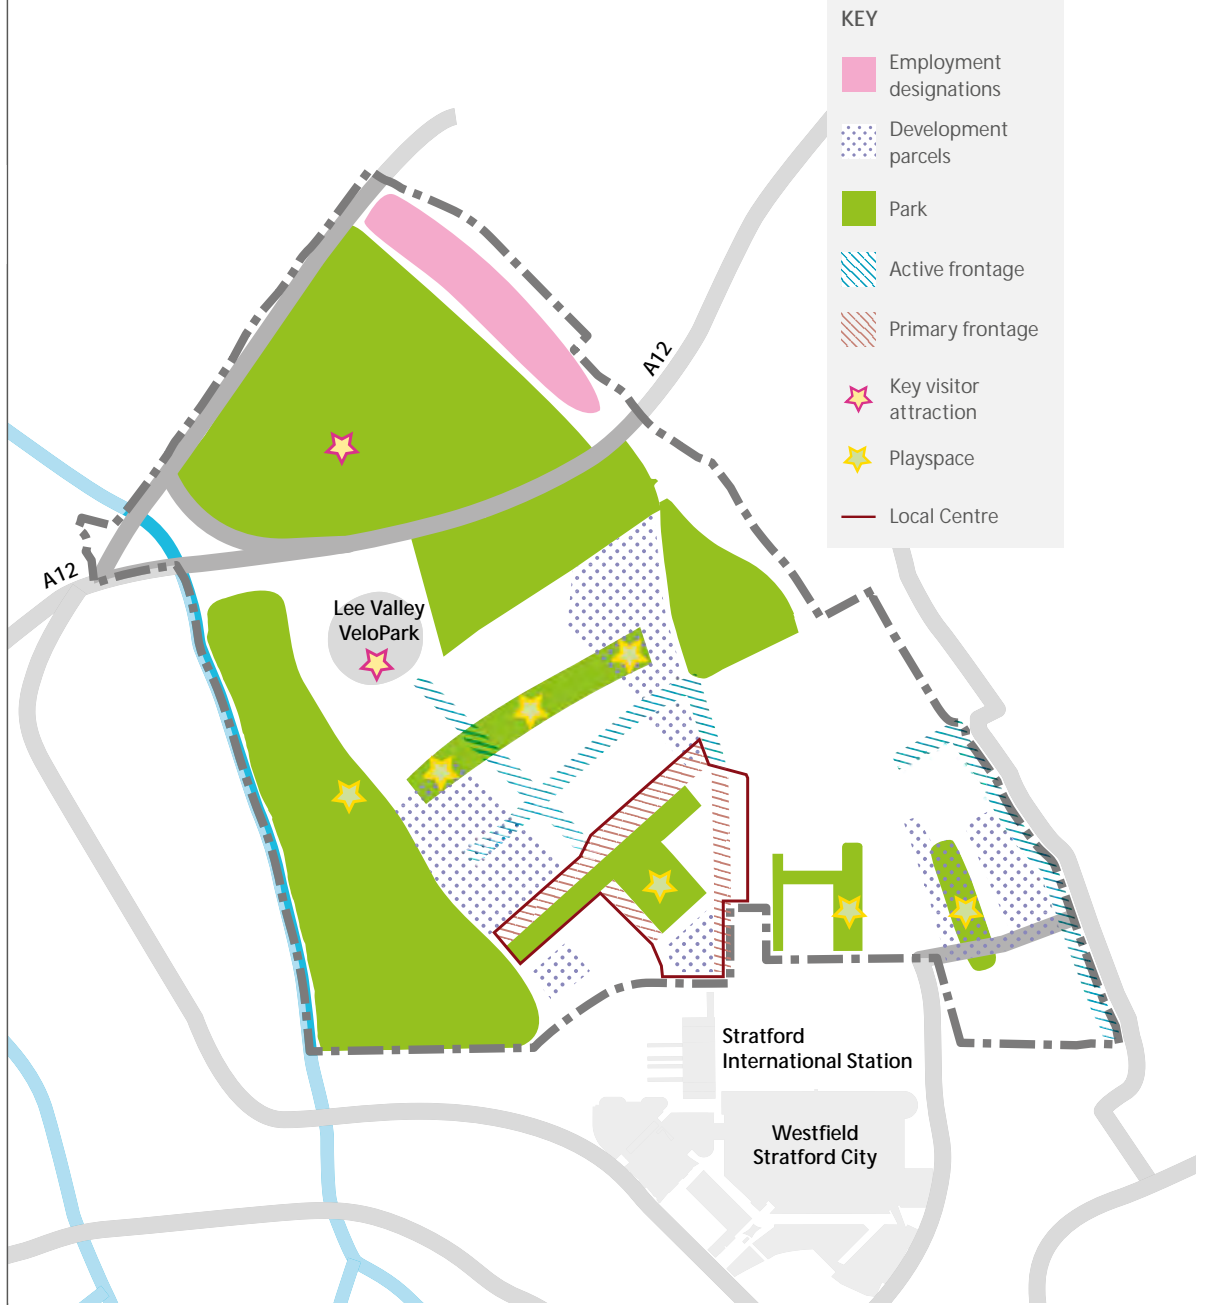 KEY
Employment
designations
Development
parcels
Park
Active frontage
Primary frontage
Key visitor
attraction
Playspace
Local Centre
A12
A12
Lee Valley
VeloPark
Stratford
International Station
Westfield
Stratford City